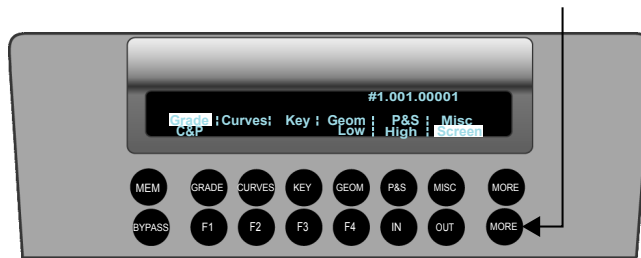 #1.001.00001
Grade ¦ Curves ¦ Key ¦ Geom ¦ P&S ¦ Misc
C&P Low ¦ High ¦ Screen
MEM GRADE CURVES KEY GEOM P&S MISC MORE
BYPASS F1 F2 F3 F4 IN OUT MORE